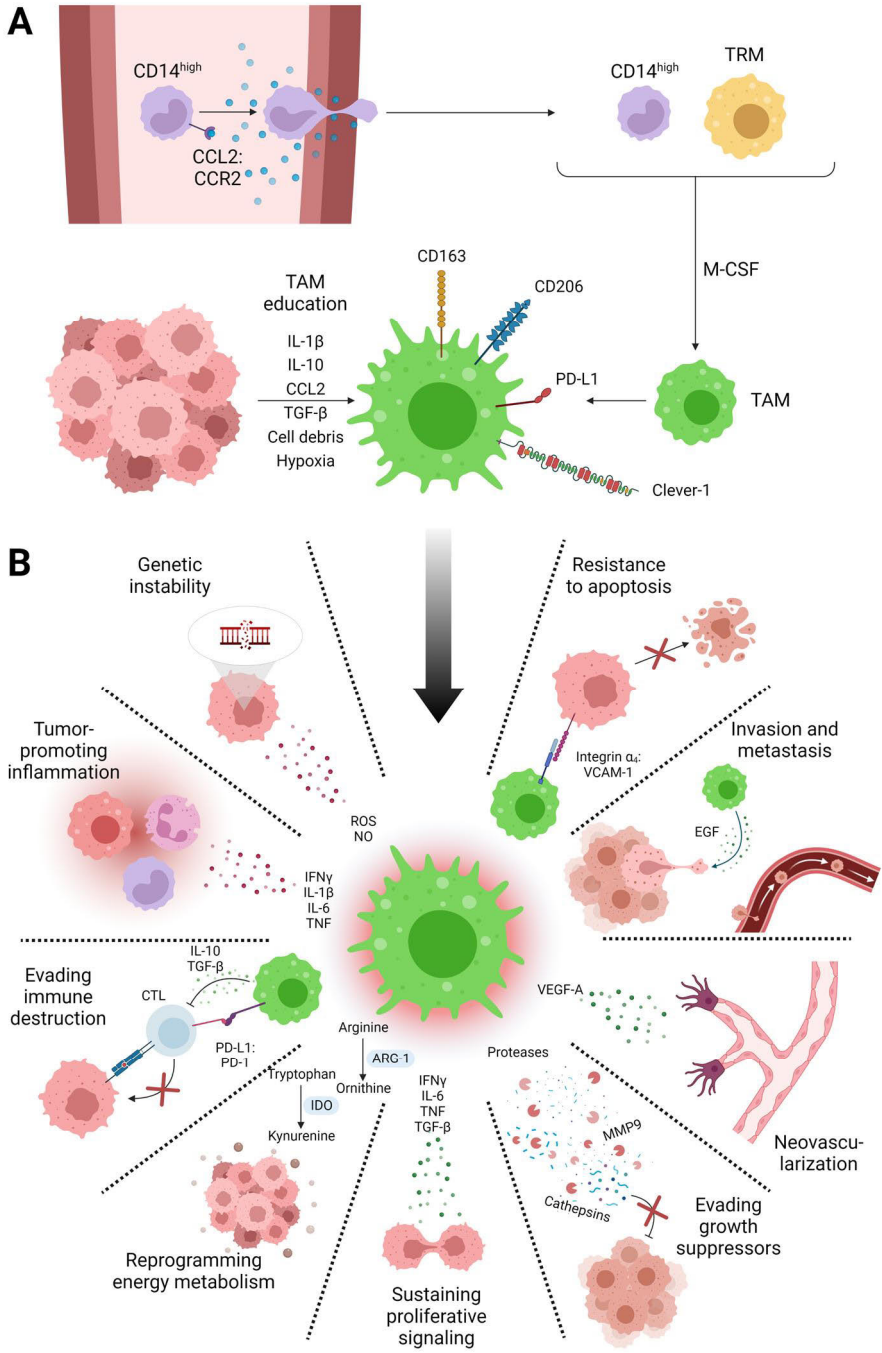 A
CD14high
CCL2:
CCR2
CD14high
TRM
M-CSF
TAM
TAM
education
IL-1β
IL-10
CCL2
TGF-β
Cell debris
Hypoxia
CD163
CD206
PD-L1
Clever-1
B
Genetic
instability
ROS
NO
Resistance
to apoptosis
Integrin α4:
VCAM-1
Invasion and
metastasis
EGF
Tumor-
promoting
inflammation
IFNγ
IL-1β
IL-6
TNF
Evading
immune
destruction
IL-10
TGF-β
CTL
PD-L1:
PD-1
VEGF-A
Neovascu-
larization
Arginine
ARG-1
Ornithine
Tryptophan
IDO
Kynurenine
Reprogramming
energy metabolism
IFNγ
IL-6
TNF
TGF-β
Sustaining
proliferative
signaling
Proteases
MMP9
Cathepsins
Evading
growth
suppressors